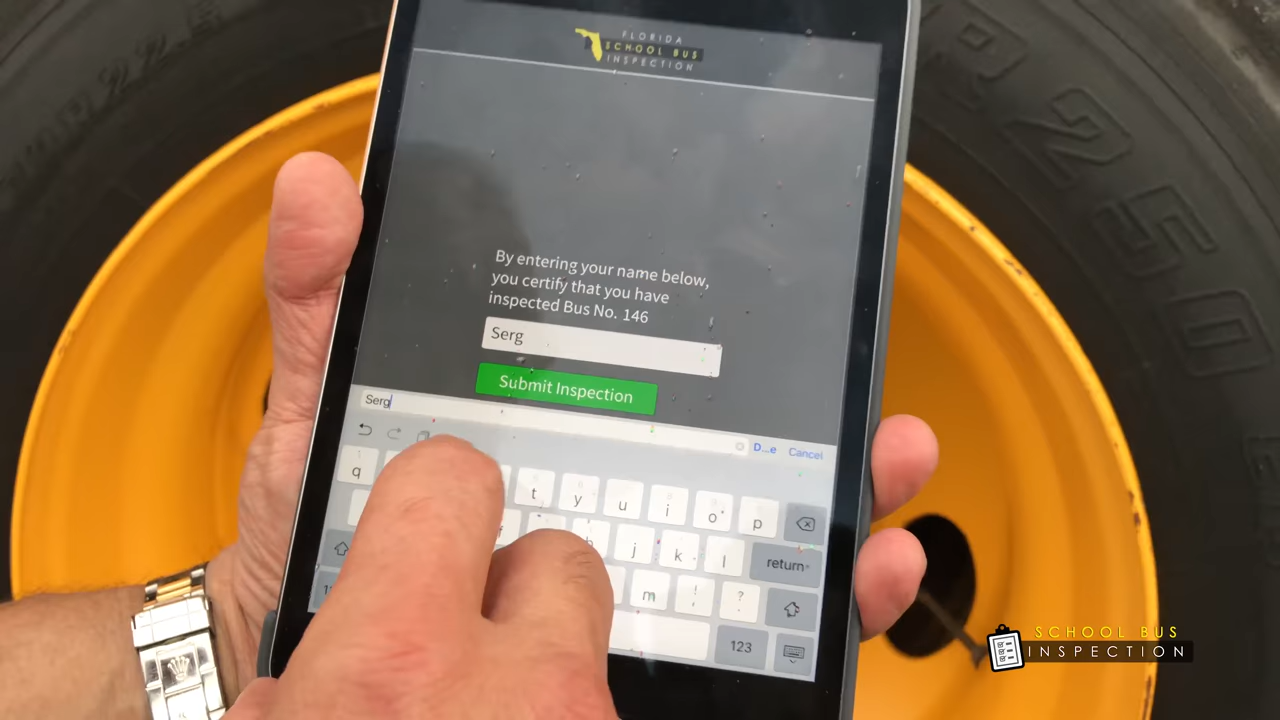 FLORIDA
SCHOOL BUS
INSPECTION
R250
By entering your name below,
you certify that you have
inspected Bus No. 146
Serg
Submit Inspection
Serg
D...e Cancel
q t y u i o p
j k l return
m ! ?
123
SCHOOL BUS
INSPECTION